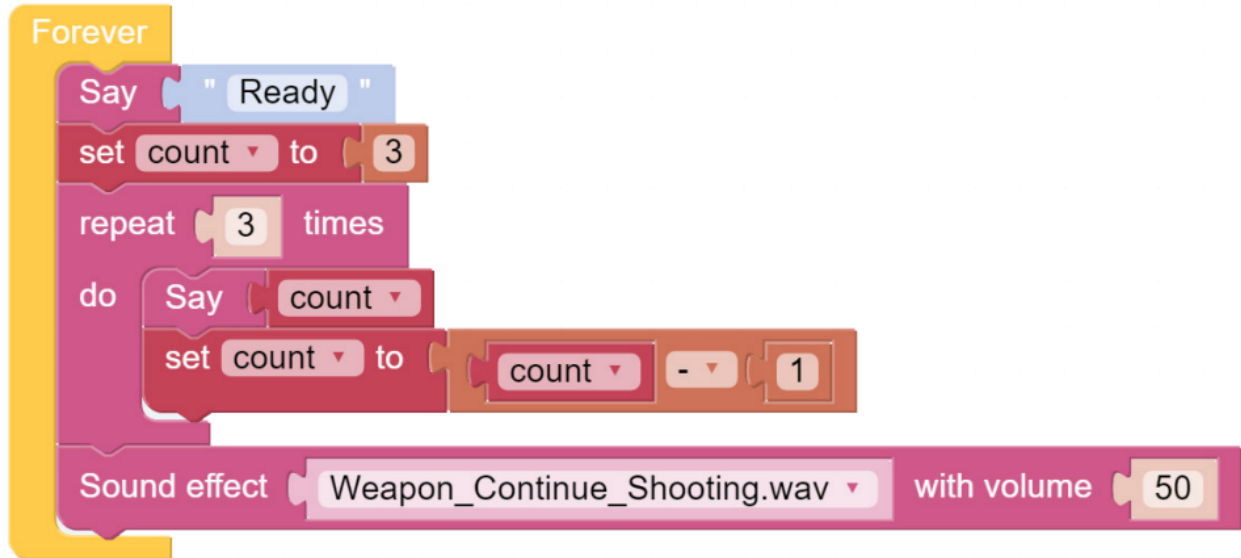 Forever
Say " Ready "
set count to 3
repeat 3 times
do Say count
set count to count - 1
Sound effect Weapon_Continue_Shooting.wav with volume 50